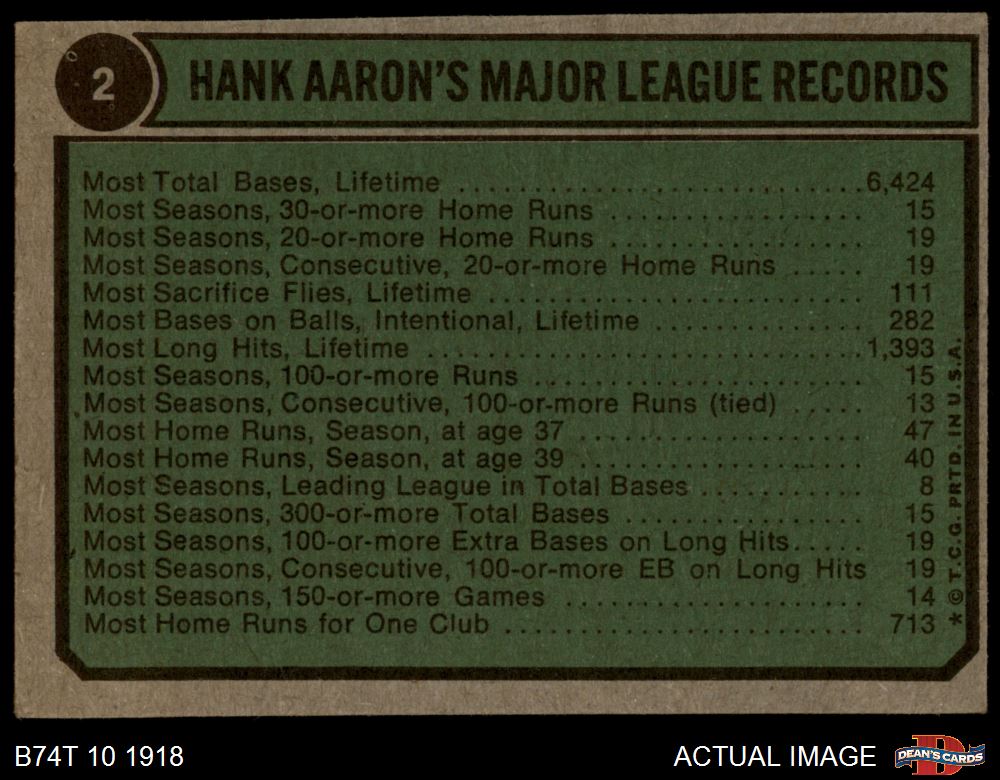 2
HANK AARON'S MAJOR LEAGUE RECORDS
Most Total Bases, Lifetime ............................6,424
Most Seasons, 30-or-more Home Runs .................. 15
Most Seasons, 20-or-more Home Runs .................. 19
Most Seasons, Consecutive, 20-or-more Home Runs ..... 19
Most Sacrifice Flies, Lifetime ......................... 111
Most Bases on Balls, Intentional, Lifetime .............. 282
Most Long Hits, Lifetime ..............................1,393
Most Seasons, 100-or-more Runs ...................... 15
Most Seasons, Consecutive, 100-or-more Runs (tied) ..... 13
Most Home Runs, Season, at age 37 ................... 47
Most Home Runs, Season, at age 39 ................... 40
Most Seasons, Leading League in Total Bases ........... 8
Most Seasons, 300-or-more Total Bases ................ 15
Most Seasons, 100-or-more Extra Bases on Long Hits..... 19
Most Seasons, Consecutive, 100-or-more EB on Long Hits 19
Most Seasons, 150-or-more Games .................... 14
Most Home Runs for One Club ........................ 713
* © T.C.G. PRTD. IN U.S.A.
B74T 10 1918
ACTUAL IMAGE
D
DEAN'S CARDS